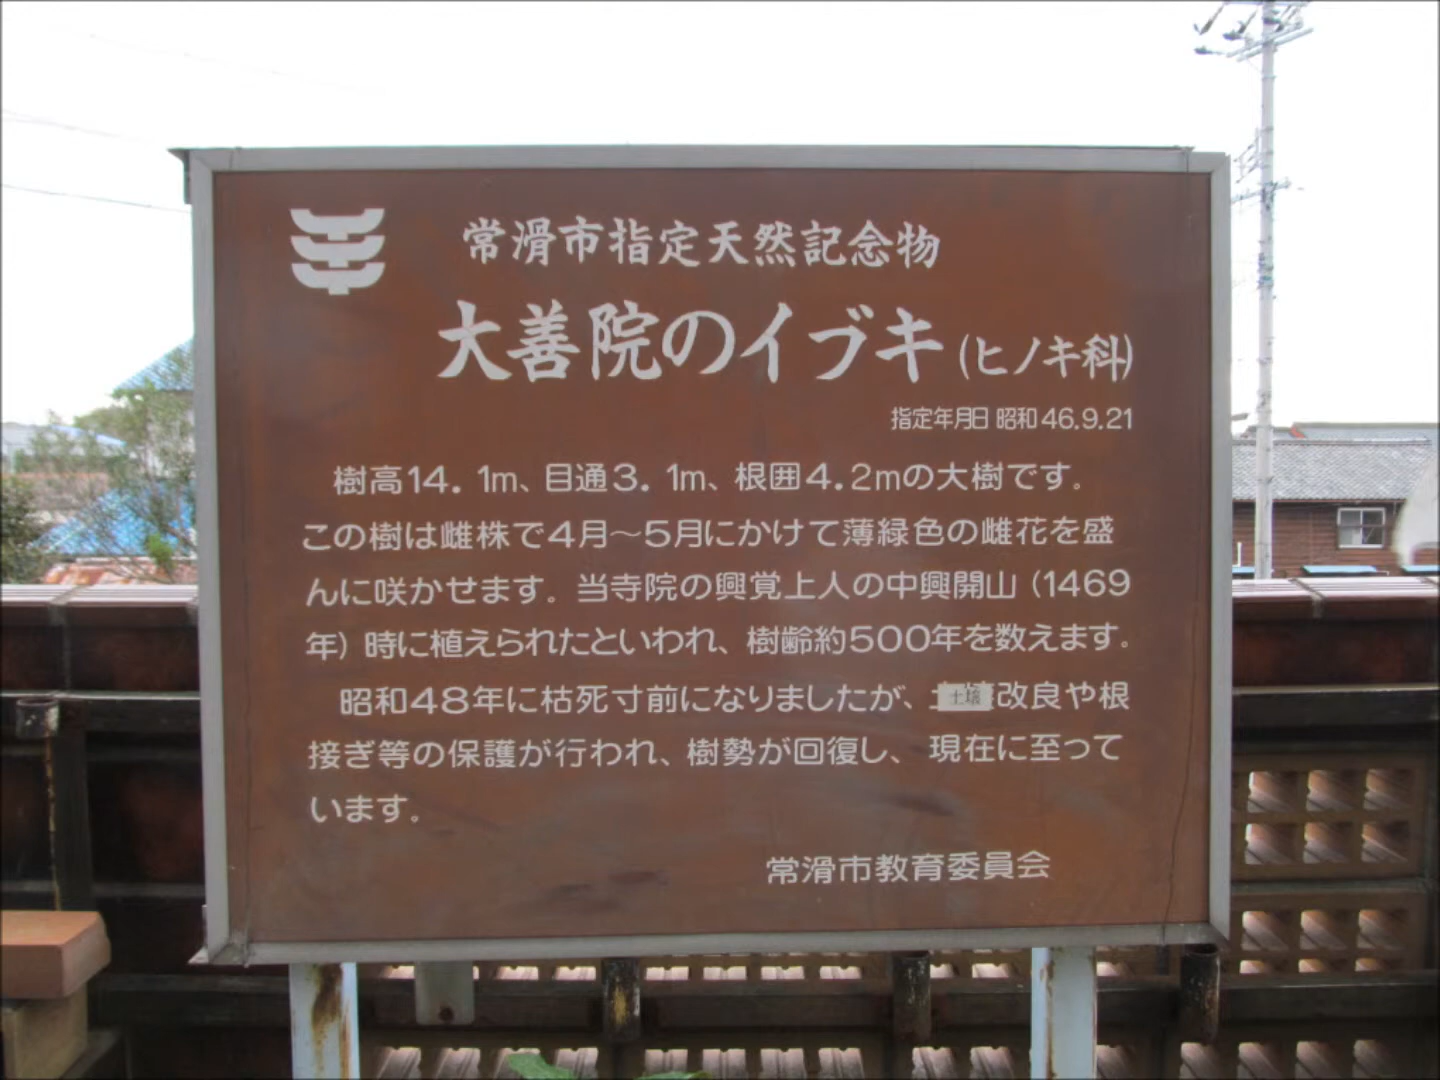 常滑市指定天然記念物
大善院のイブキ(ヒノキ科)
指定年月日 昭和46.9.21
樹高14.1m、目通3.1m、根囲4.2mの大樹です。
この樹は雌株で4月~5月にかけて薄緑色の雌花を盛
んに咲かせます。当寺院の興覚上人の中興開山(1469
年)時に植えられたといわれ、樹齢約500年を数えます。
昭和48年に枯死寸前になりましたが、土壌改良や根
接ぎ等の保護が行われ、樹勢が回復し、現在に至って
います。
常滑市教育委員会